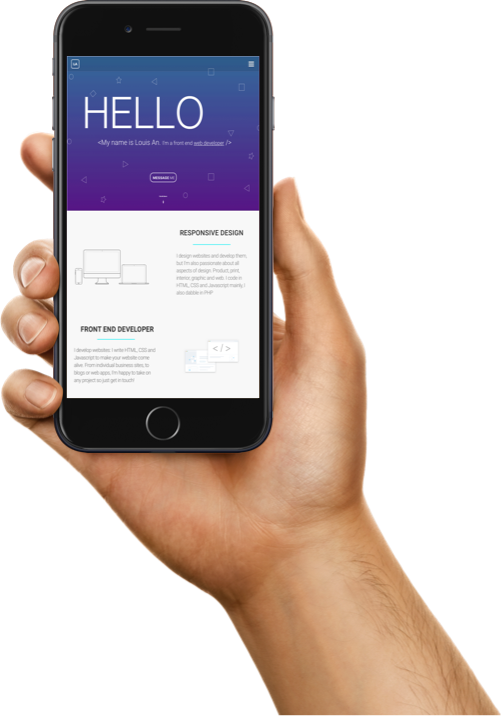 HELLO
<My name is Louis An. I'm a front end web developer />
MESSAGE ME
RESPONSIVE DESIGN
I design websites and develop them,
but I'm also passionate about all
aspects of design. Product, print,
interior, graphic and web. I code in
HTML, CSS and Javascript mainly, I
also dabble in PHP
FRONT END DEVELOPER
I develop websites. I write HTML, CSS and
Javascript to make your website come
alive. From individual business sites, to
blogs or web apps, I'm happy to take on
any project so just get in touch!
</>